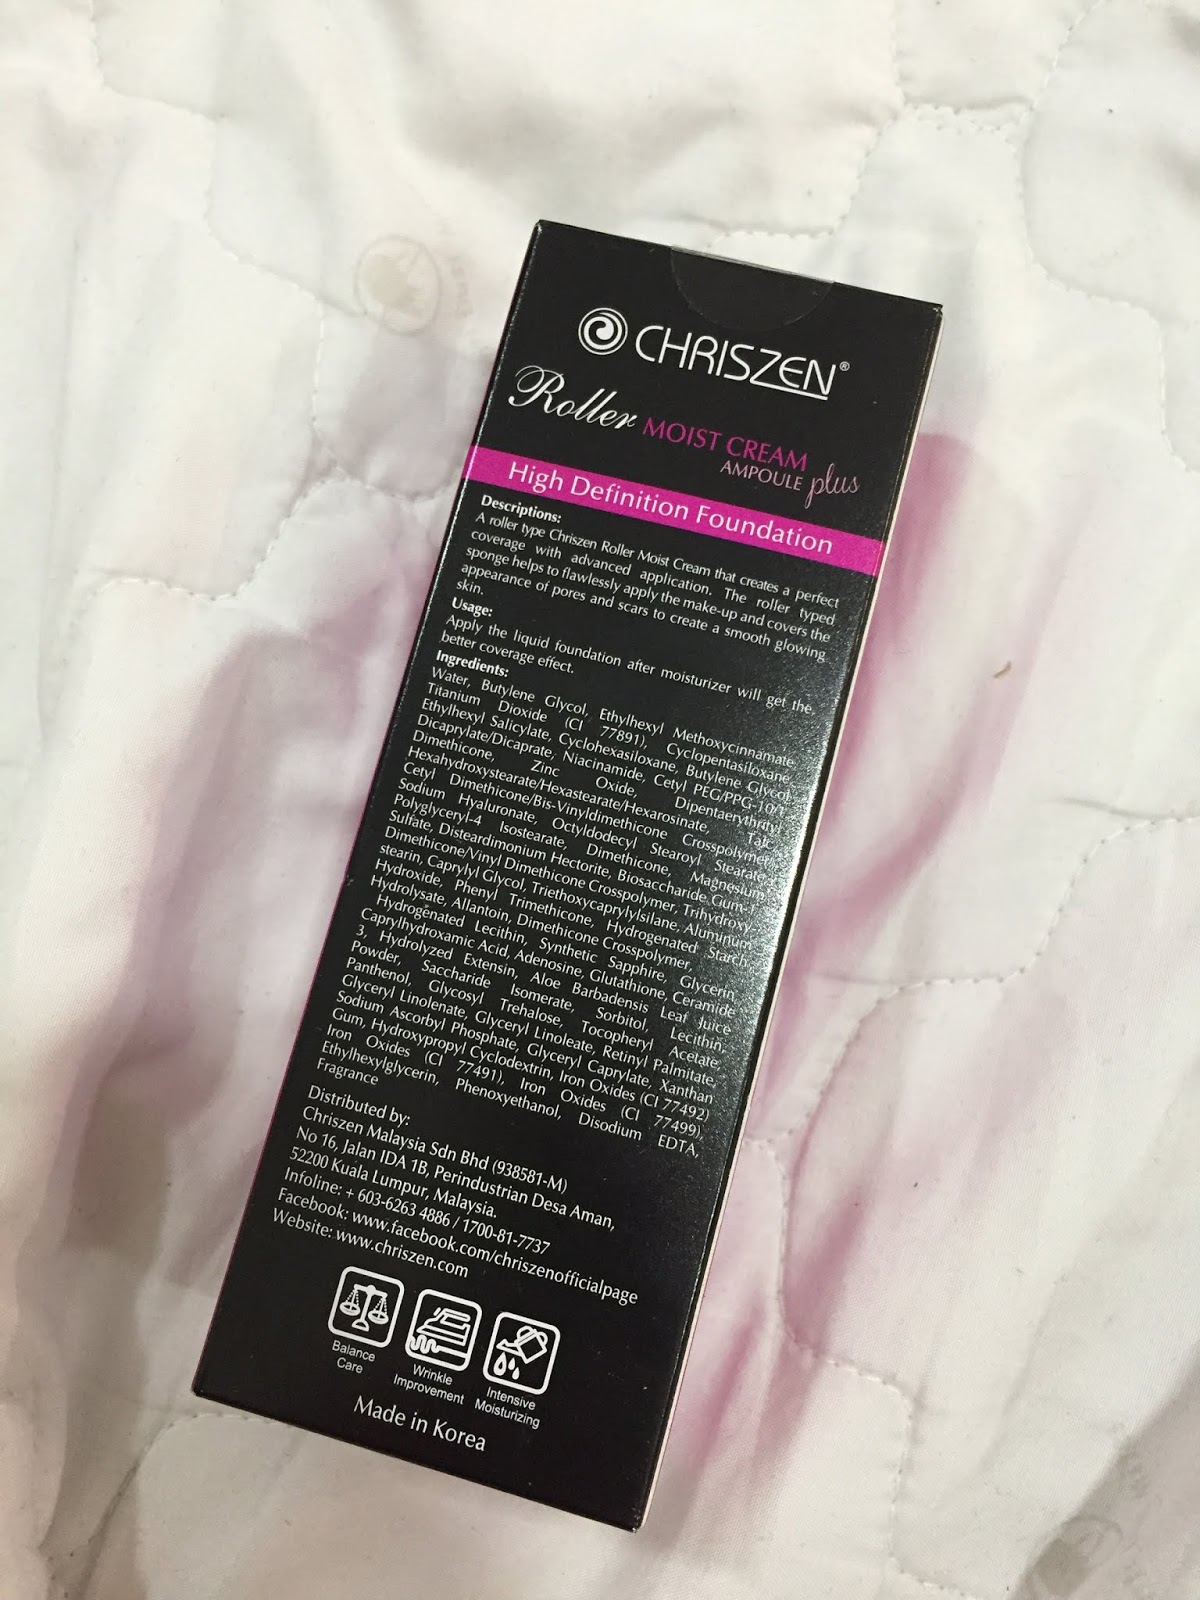 CHRISZEN®
Roller MOIST CREAM
AMPOULE plus
High Definition Foundation
Descriptions:
A roller type Chriszen Roller Moist Cream that creates a perfect
coverage with advanced application. The roller typed
sponge helps to flawlessly apply the make-up and covers the
appearance of pores and scars to create a smooth glowing
skin.
Usage:
Apply the liquid foundation after moisturizer will get the
better coverage effect.
Ingredients:
Water, Butylene Glycol, Ethylhexyl Methoxycinnamate,
Titanium Dioxide (CI 77891), Cyclopentasiloxane,
Ethylhexyl Salicylate, Cyclohexasiloxane, Butylene Glycol
Dicaprylate/Dicaprate, Niacinamide, Cetyl PEG/PPG-10/1
Dimethicone, Zinc Oxide, Dipentaerythrityl
Hexahydroxystearate/Hexastearate/Hexarosinate, Talc,
Cetyl Dimethicone/Bis-Vinyldimethicone Crosspolymer,
Sodium Hyaluronate, Octyldodecyl Stearoyl Stearate,
Polyglyceryl-4 Isostearate, Dimethicone, Magnesium
Sulfate, Disteardimonium Hectorite, Biosaccharide Gum-1,
Dimethicone/Vinyl Dimethicone Crosspolymer, Trihydroxy-
stearin, Caprylyl Glycol, Triethoxycaprylylsilane, Aluminum
Hydroxide, Phenyl Trimethicone, Hydrogenated Starch
Hydrolysate, Allantoin, Dimethicone Crosspolymer,
Hydrogenated Lecithin, Synthetic Sapphire, Glycerin,
Caprylhydroxamic Acid, Adenosine, Glutathione, Ceramide
3, Hydrolyzed Extensin, Aloe Barbadensis Leaf Juice
Powder, Saccharide Isomerate, Sorbitol, Lecithin,
Panthenol, Glycosyl Trehalose, Tocopheryl Acetate,
Glyceryl Linolenate, Glyceryl Linoleate, Retinyl Palmitate,
Sodium Ascorbyl Phosphate, Glyceryl Caprylate, Xanthan
Gum, Hydroxypropyl Cyclodextrin, Iron Oxides (CI 77492)
Iron Oxides (CI 77491), Iron Oxides (CI 77499),
Ethylhexylglycerin, Phenoxyethanol, Disodium EDTA,
Fragrance
Distributed by:
Chriszen Malaysia Sdn Bhd (938581-M)
No 16, Jalan IDA 1B, Perindustrian Desa Aman,
52200 Kuala Lumpur, Malaysia.
Infoline: + 603-6263 4886 / 1700-81-7737
Facebook: www.facebook.com/chriszenofficialpage
Website: www.chriszen.com
Balance
Care
Wrinkle
Improvement
Intensive
Moisturizing
Made in Korea